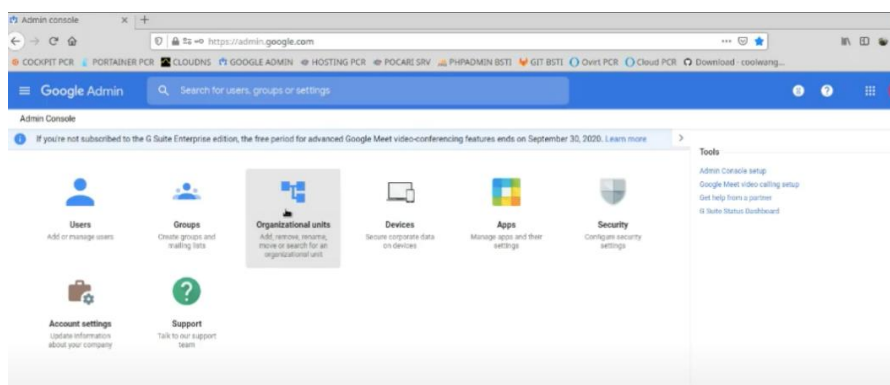 Admin console
https://admin.google.com
COCKPIT PCR PORTAINER PCR CLOUDNS GOOGLE ADMIN HOSTING PCR POCARI SRV PHPADMIN BSTI GIT BSTI Ovirt PCR Cloud PCR Download - coolwang...
Google Admin Search for users, groups or settings
Admin Console
If you're not subscribed to the G Suite Enterprise edition, the free period for advanced Google Meet video-conferencing features ends on September 30, 2020. Learn more
Tools
Admin Console setup
Google Meet video calling setup
Get help from a partner
G Suite Status Dashboard
Users
Add or manage users
Groups
Create groups and
mailing lists
Organizational units
Add, remove, rename,
move or search for an
organizational unit
Devices
Secure corporate data
on devices
Apps
Manage apps and their
settings
Security
Configure security
settings
Account settings
Update information
about your company
Support
Talk to our support
team